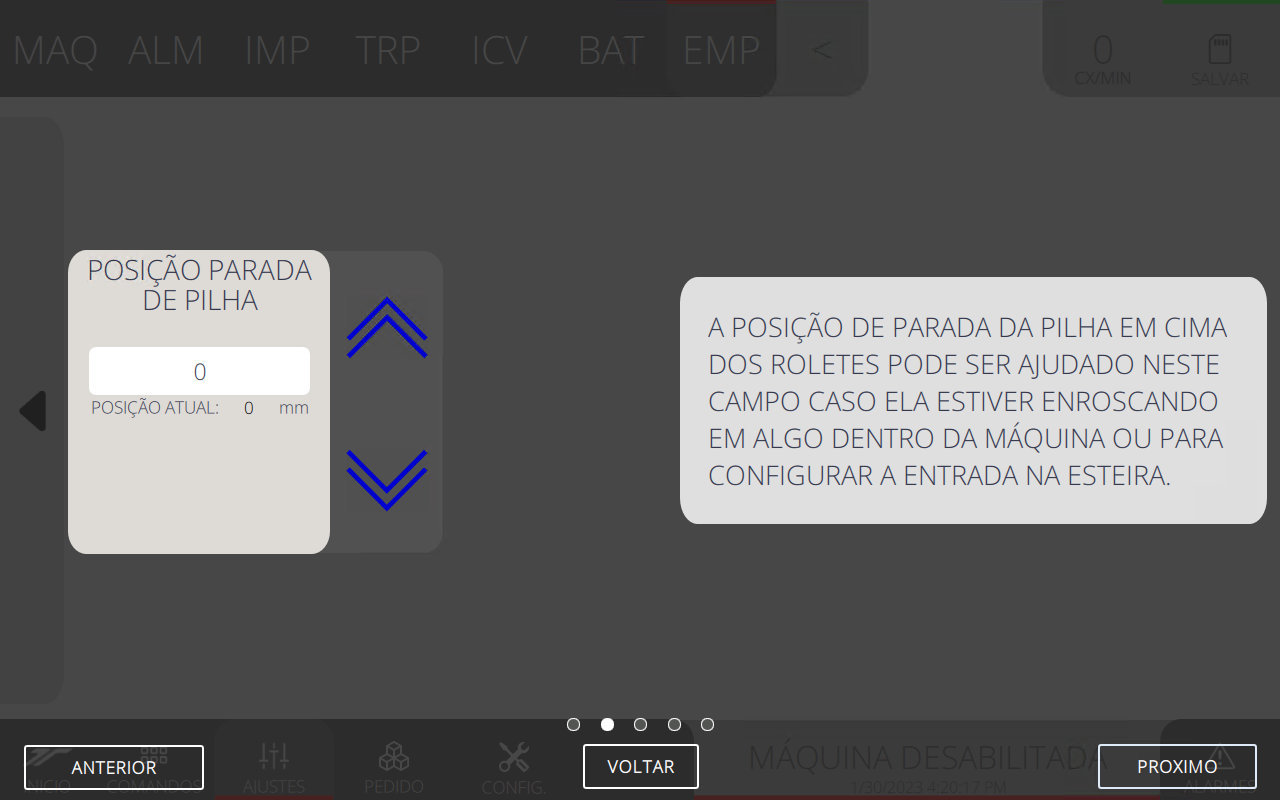 MAQ ALM IMP TRP ICV BAT EMP <
0
CX/MIN
SALVAR
POSIÇÃO PARADA
DE PILHA
0
POSIÇÃO ATUAL: 0 mm
A POSIÇÃO DE PARADA DA PILHA EM CIMA
DOS ROLETES PODE SER AJUDADO NESTE
CAMPO CASO ELA ESTIVER ENROSCANDO
EM ALGO DENTRO DA MÁQUINA OU PARA
CONFIGURAR A ENTRADA NA ESTEIRA.
ANTERIOR
VOLTAR
PROXIMO
INICIO COMANDOS AJUSTES PEDIDO CONFIG.
MÁQUINA DESABILITADA
1/30/2023 4:20:17 PM
ALARMES